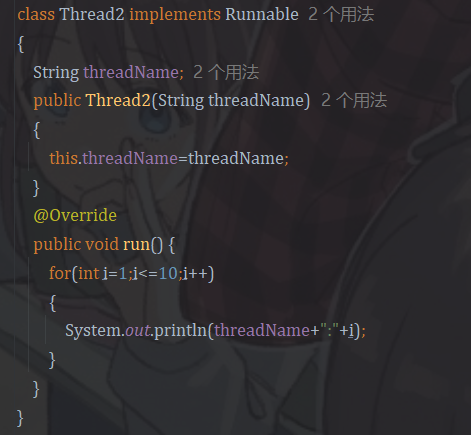 class Thread2 implements Runnable 2 个用法
{
String threadName; 2 个用法
public Thread2(String threadName) 2 个用法
{
this.threadName=threadName;
}
@Override
public void run() {
for(int i=1;i<=10;i++)
{
System.out.println(threadName+":"+i);
}
}
}